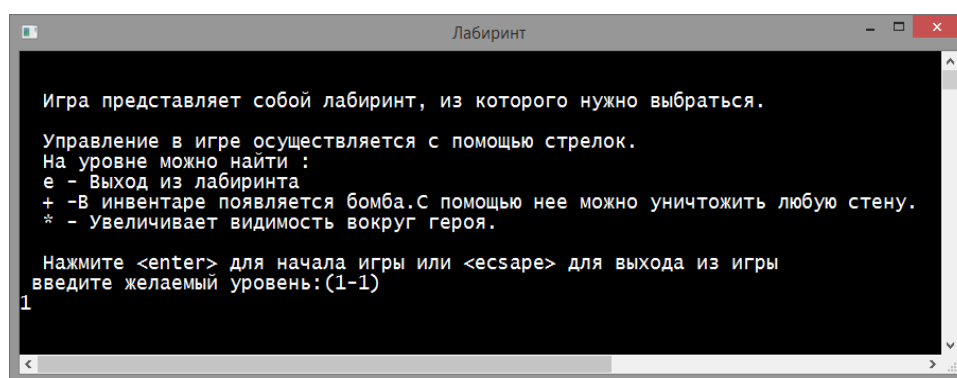 Лабиринт
Игра представляет собой лабиринт, из которого нужно выбраться.
Управление в игре осуществляется с помощью стрелок.
На уровне можно найти :
е - Выход из лабиринта
+ -В инвентаре появляется бомба.С помощью нее можно уничтожить любую стену.
* - Увеличивает видимость вокруг героя.
Нажмите <enter> для начала игры или <ecsape> для выхода из игры
введите желаемый уровень:(1-1)
1